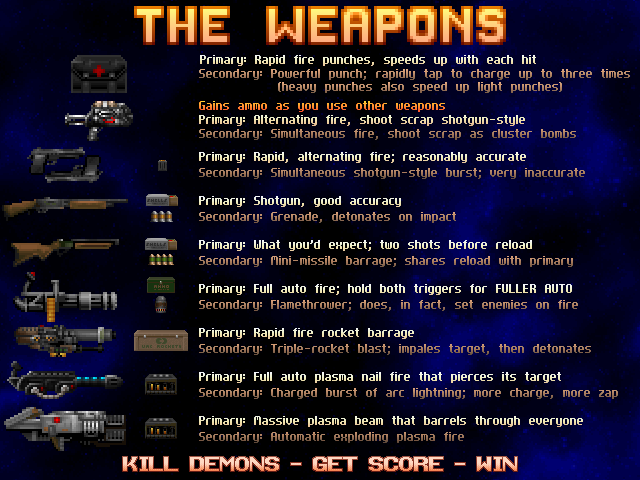 THE WEAPONS
Primary: Rapid fire punches, speeds up with each hit
Secondary: Powerful punch; rapidly tap to charge up to three times
(heavy punches also speed up light punches)
Gains ammo as you use other weapons
Primary: Alternating fire, shoot scrap shotgun-style
Secondary: Simultaneous fire, shoot scrap as cluster bombs
Primary: Rapid, alternating fire; reasonably accurate
Secondary: Simultaneous shotgun-style burst; very inaccurate
Primary: Shotgun, good accuracy
SHELLS
Secondary: Grenade, detonates on impact
Primary: What you'd expect; two shots before reload
SHELLS
Secondary: Mini-missile barrage; shares reload with primary
Primary: Full auto fire; hold both triggers for FULLER AUTO
Secondary: Flamethrower; does, in fact, set enemies on fire
Primary: Rapid fire rocket barrage
Secondary: Triple-rocket blast; impales target, then detonates
Primary: Full auto plasma nail fire that pierces its target
Secondary: Charged burst of arc lightning; more charge, more zap
Primary: Massive plasma beam that barrels through everyone
Secondary: Automatic exploding plasma fire
KILL DEMONS - GET SCORE - WIN